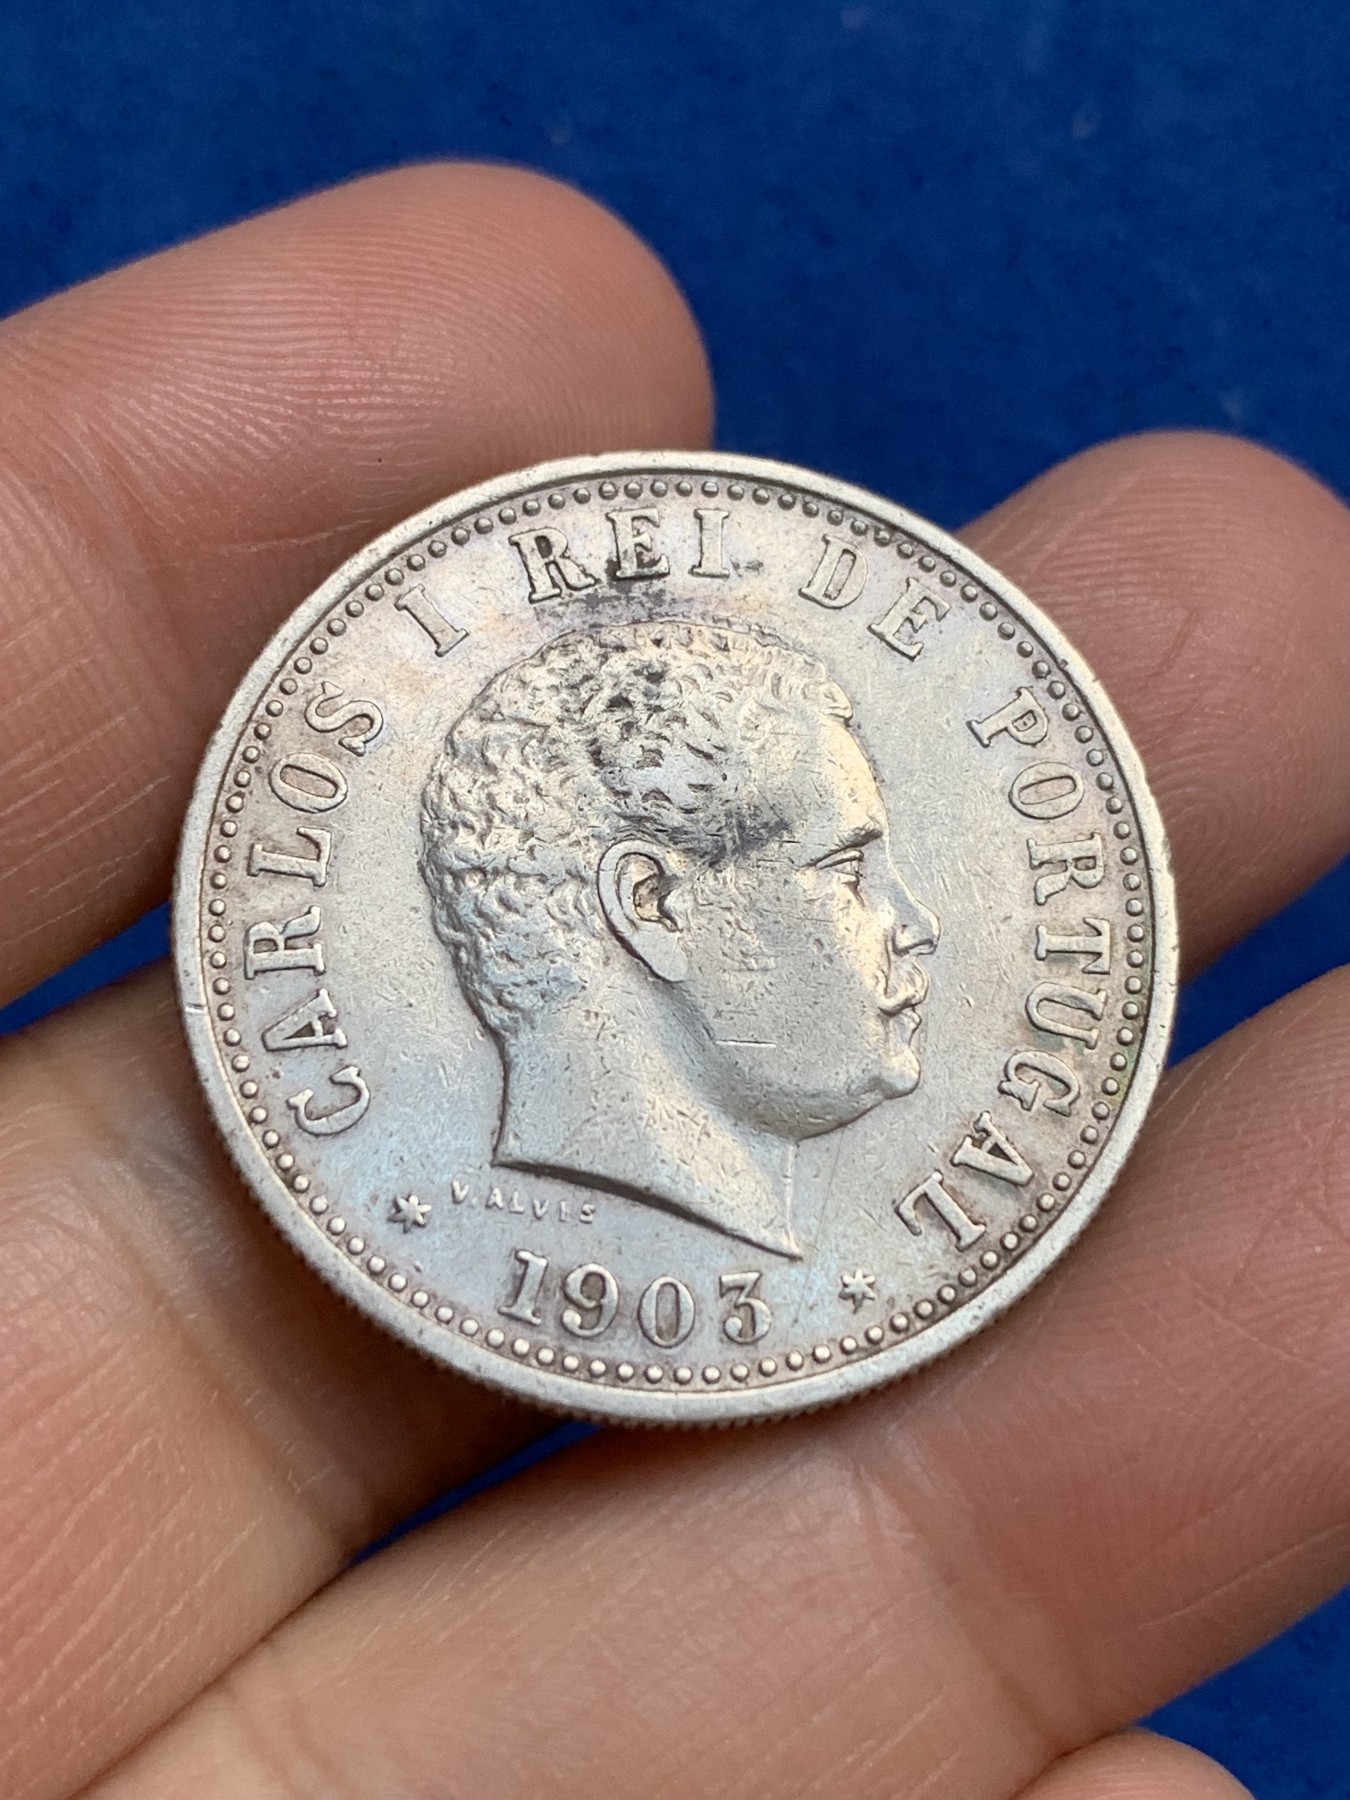 CARLOS I REI DE PORTUGAL
V. ALVES
* 1903 *